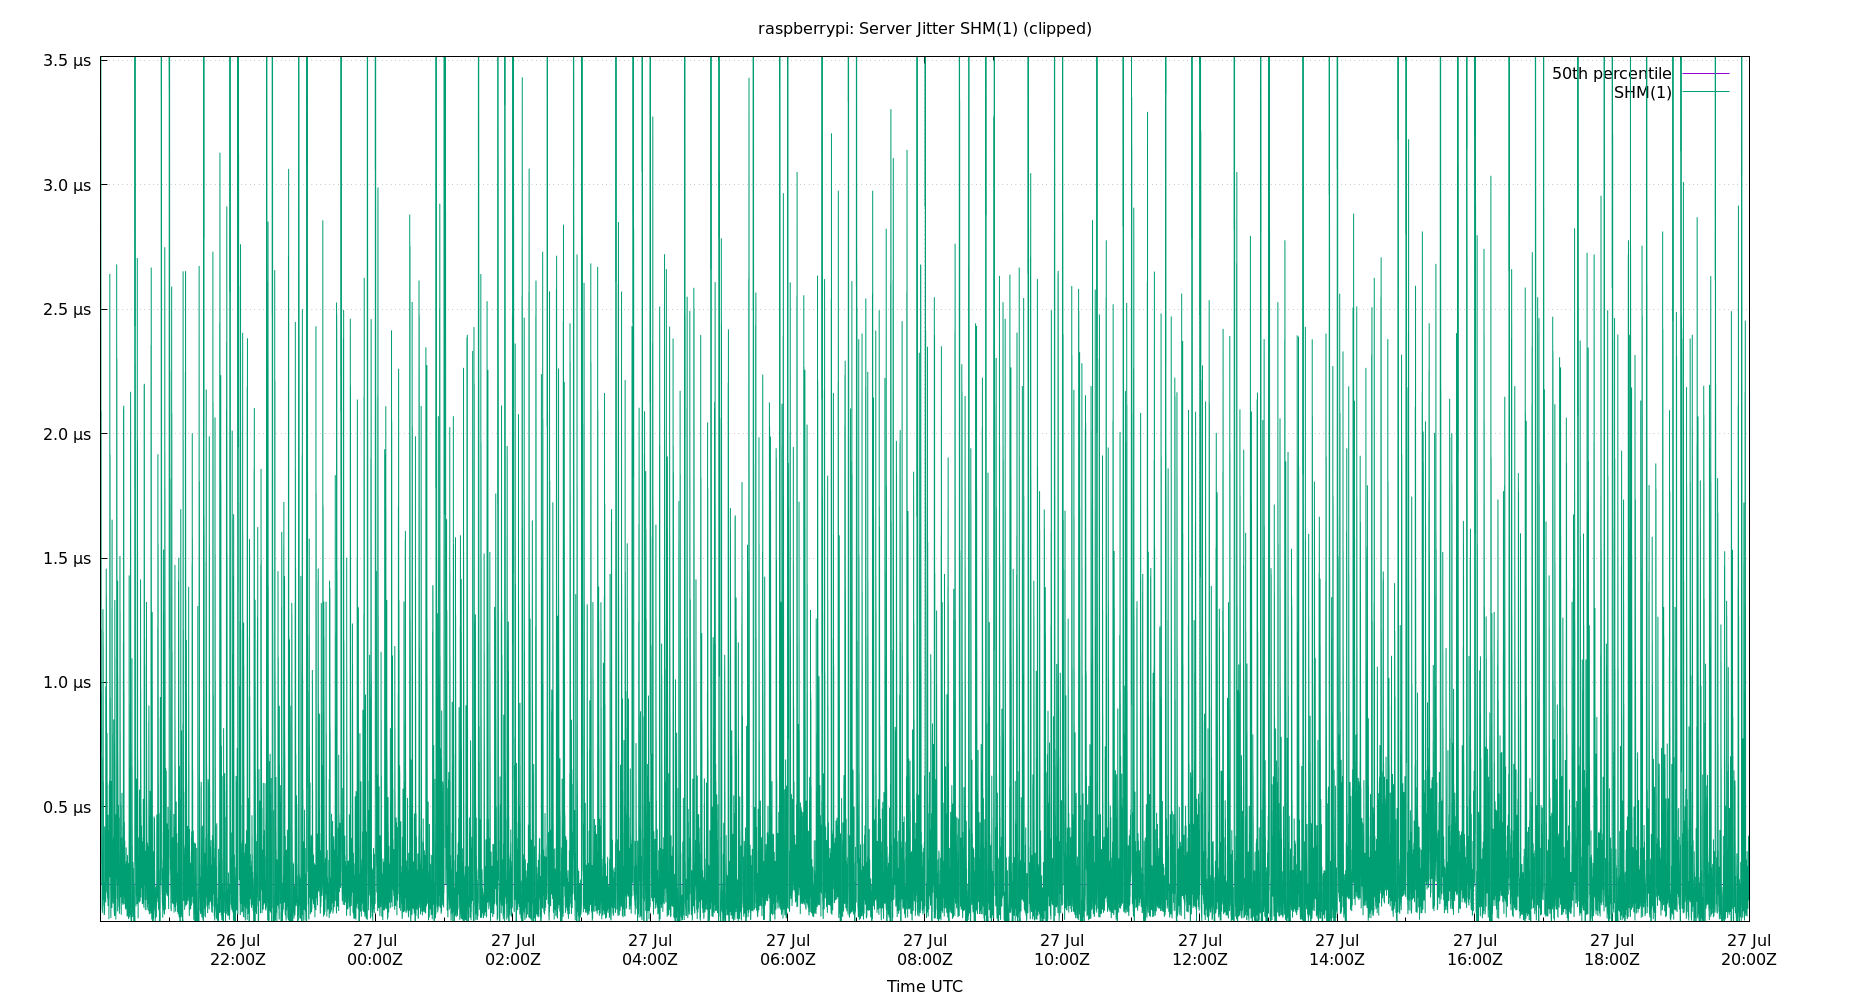 raspberrypi: Server Jitter SHM(1) (clipped)
3.5 µs
50th percentile
SHM(1)
3.0 µs
2.5 µs
2.0 µs
1.5 µs
1.0 µs
0.5 µs
26 Jul 27 Jul 27 Jul 27 Jul 27 Jul 27 Jul 27 Jul 27 Jul 27 Jul 27 Jul 27 Jul 27 Jul
22:00Z 00:00Z 02:00Z 04:00Z 06:00Z 08:00Z 10:00Z 12:00Z 14:00Z 16:00Z 18:00Z 20:00Z
Time UTC